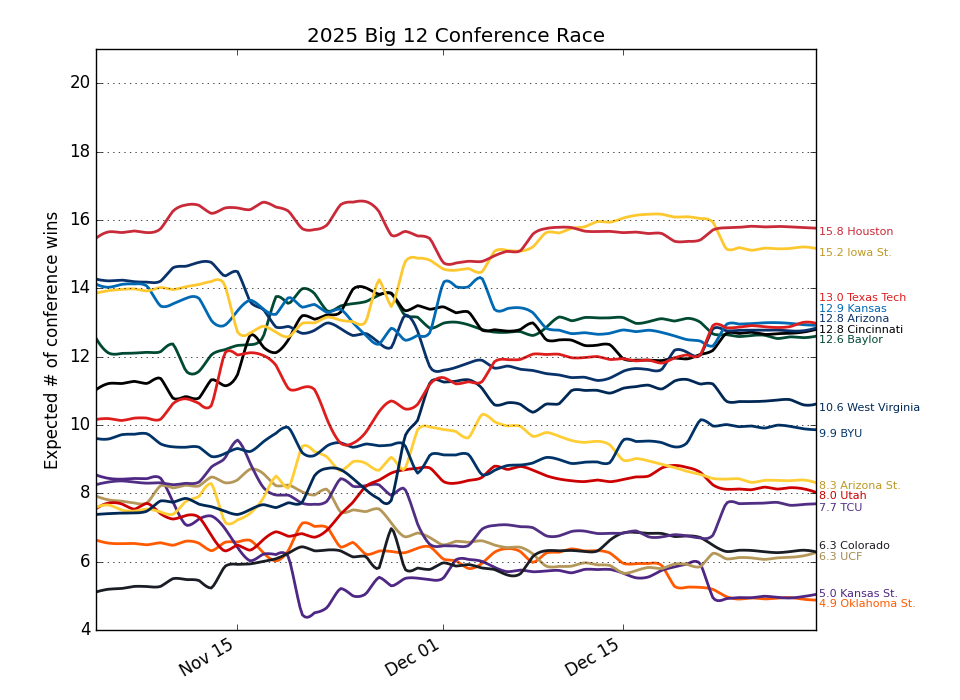 2025 Big 12 Conference Race
Expected # of conference wins
20
18
16
14
12
10
8
6
4
Nov 15
Dec 01
Dec 15
15.8 Houston
15.2 Iowa St.
13.0 Texas Tech
12.9 Kansas
12.8 Arizona
12.8 Cincinnati
12.6 Baylor
10.6 West Virginia
9.9 BYU
8.3 Arizona St.
8.0 Utah
7.7 TCU
6.3 Colorado
6.3 UCF
5.0 Kansas St.
4.9 Oklahoma St.